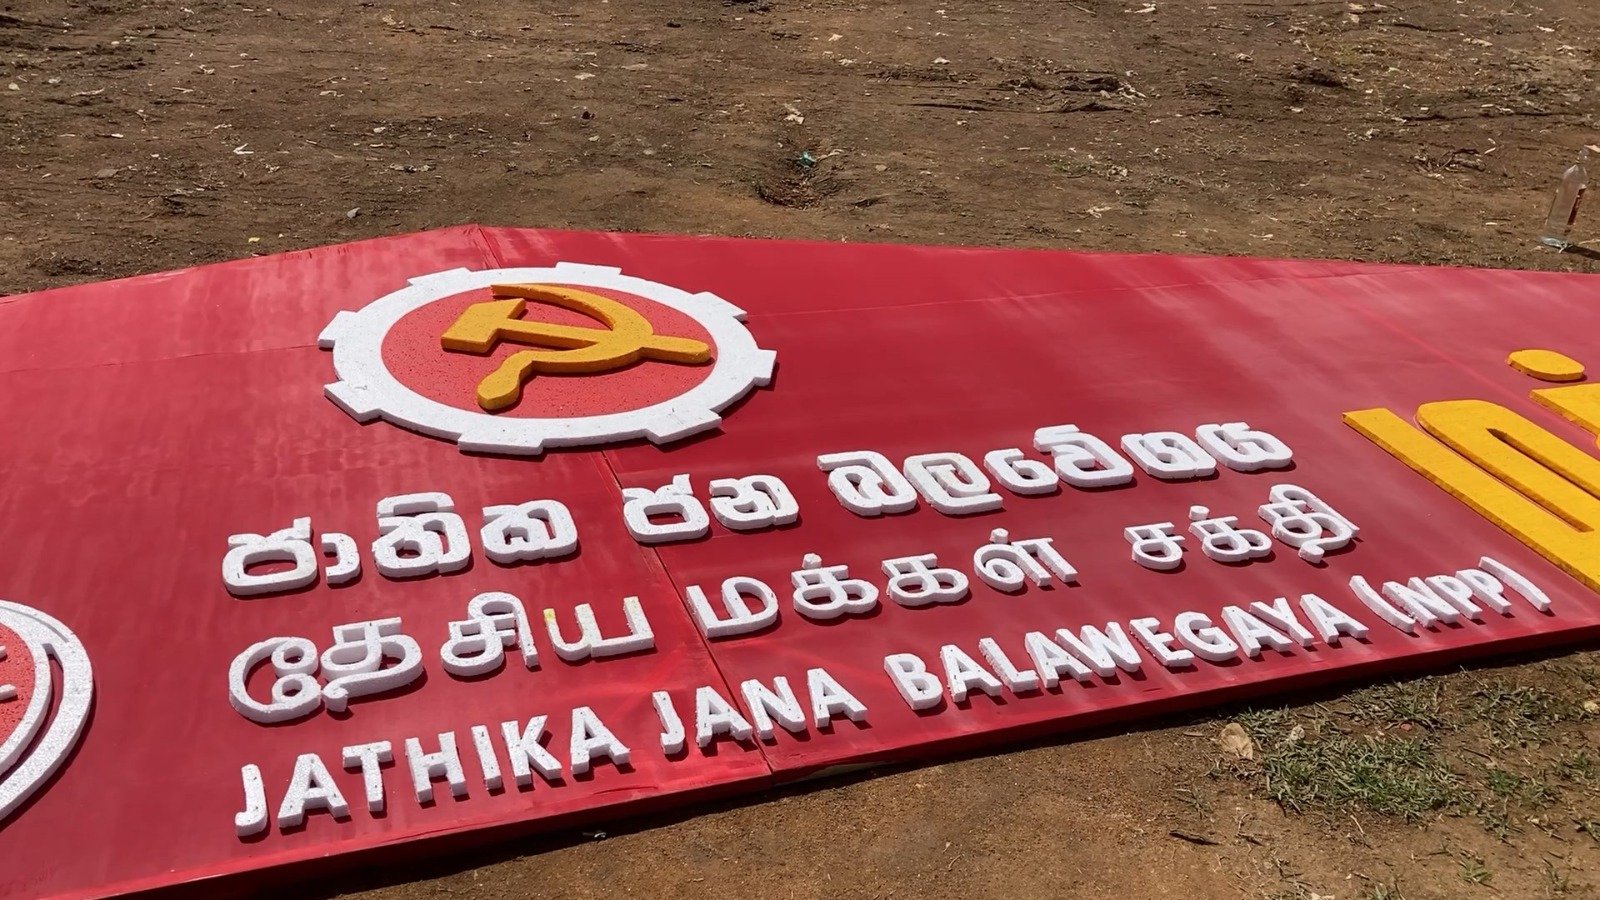 ජාතික ජන බලවේගය
தேசிய மக்கள் சக்தி
JATHIKA JANA BALAWEGAYA (NPP)